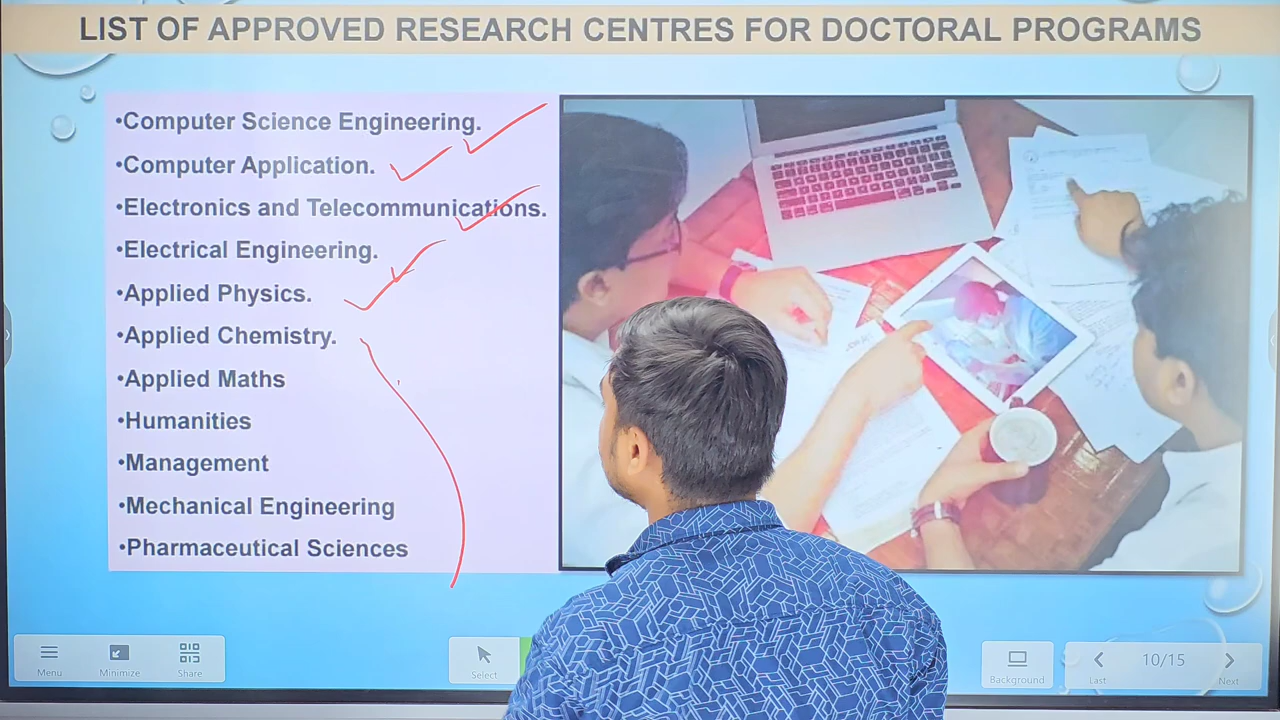 LIST OF APPROVED RESEARCH CENTRES FOR DOCTORAL PROGRAMS
•Computer Science Engineering.
•Computer Application.
•Electronics and Telecommunications.
•Electrical Engineering.
•Applied Physics.
•Applied Chemistry.
•Applied Maths
•Humanities
•Management
•Mechanical Engineering
•Pharmaceutical Sciences
Menu
Minimize
Share
Select
Background
Last
10/15
Next